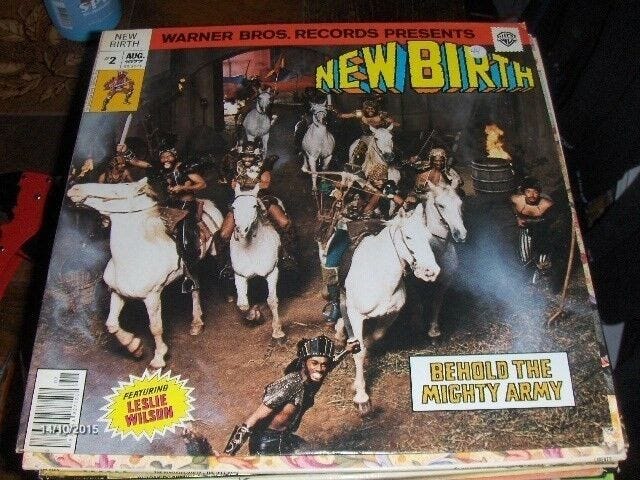 WARNER BROS. RECORDS PRESENTS
NEW
BIRTH
#2
AUG.
1977
NEW BIRTH
BEHOLD THE
MIGHTY ARMY
FEATURING
LESLIE
WILSON
14/10/2015